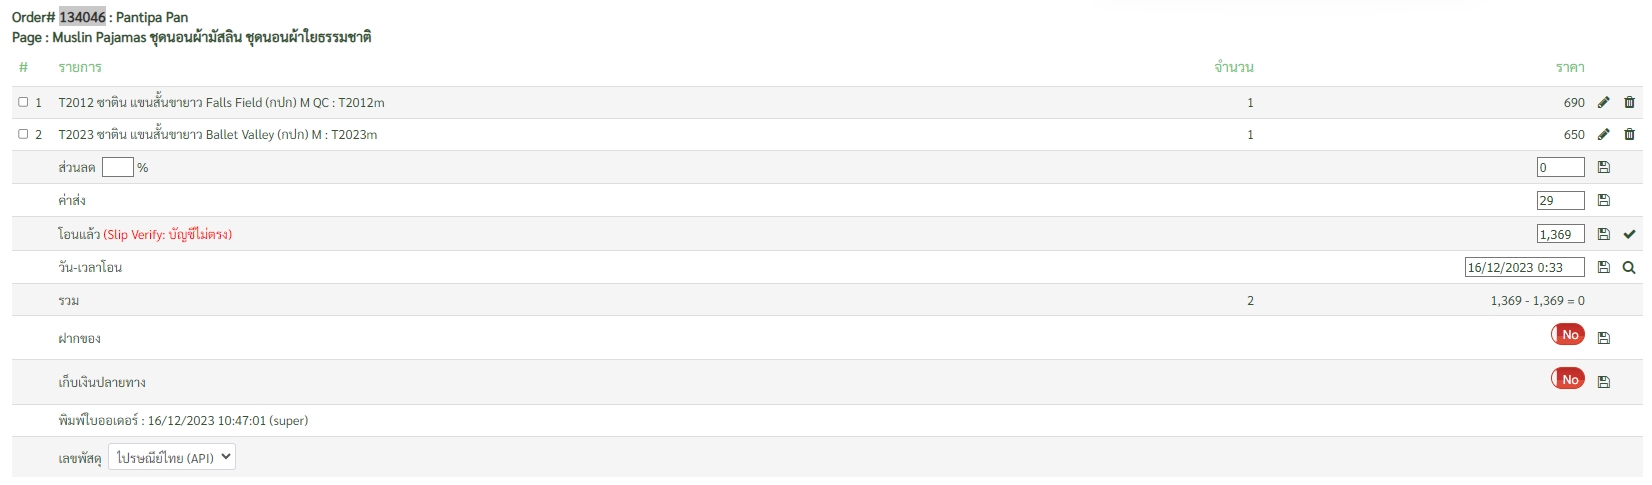 Order# 134046 : Pantipa Pan
Page : Muslin Pajamas ชุดนอนผ้ามัสลิน ชุดนอนผ้าใยธรรมชาติ
# รายการ จำนวน ราคา
1 T2012 ซาติน แขนสั้นขายาว Falls Field (กปก) M QC : T2012m 1 690
2 T2023 ซาติน แขนสั้นขายาว Ballet Valley (กปก) M : T2023m 1 650
ส่วนลด % 0
ค่าส่ง 29
โอนแล้ว (Slip Verify: บัญชีไม่ตรง) 1,369
วัน-เวลาโอน 16/12/2023 0:33
รวม 2 1,369 - 1,369 = 0
ฝากของ No
เก็บเงินปลายทาง No
พิมพ์ใบออเดอร์ : 16/12/2023 10:47:01 (super)
เลขพัสดุ ไปรษณีย์ไทย (API)